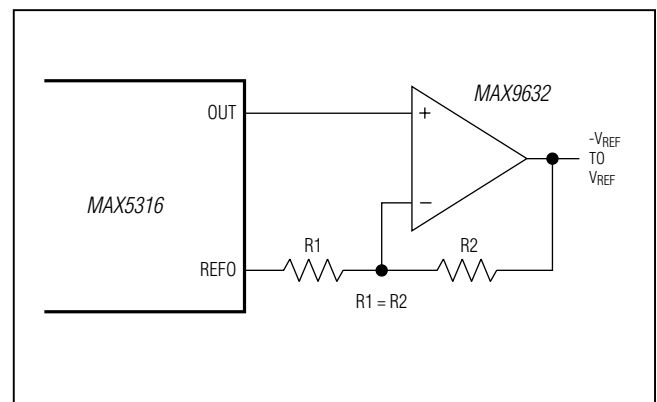 MAX9632
OUT
+
-VREF
TO
VREF
MAX5316
−
R1
R2
REFO
R1 = R2